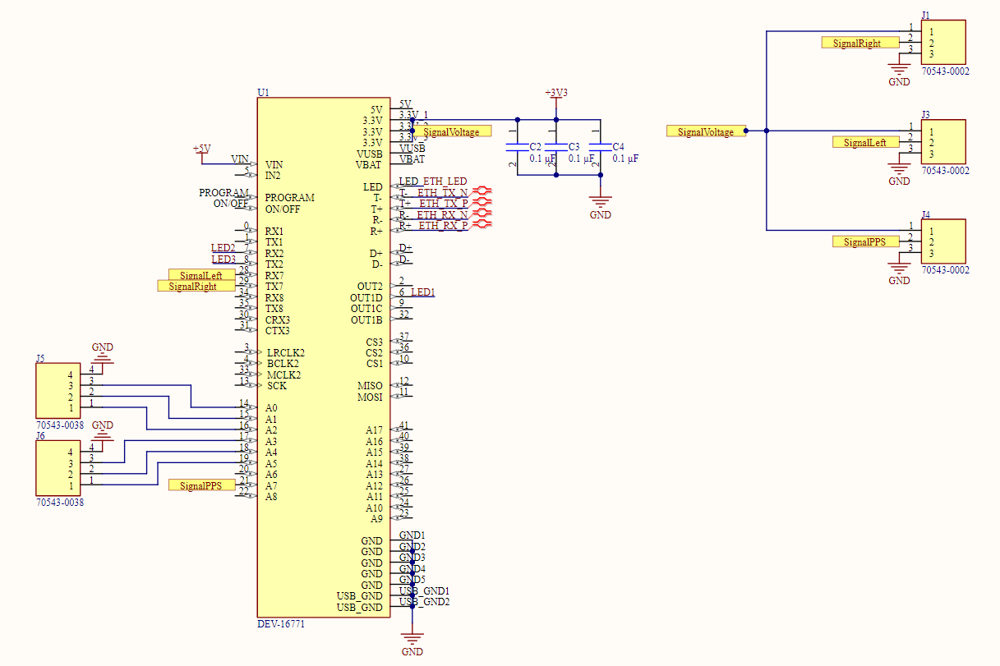 J1
1 1
SignalRight 2 2
3 3
GND 70543-0002
J3
SignalVoltage 1 1
SignalLeft 2 2
3 3
GND 70543-0002
J4
1 1
SignalPPS 2 2
3 3
GND 70543-0002
+3V3
1 1 1
C2 C3 C4
0.1 µF 0.1 µF 0.1 µF
2 2 2
GND
U1
5V 5V
3.3V 3.3V_1
3.3V SignalVoltage
3.3V
VUSB VUSB
VBAT VBAT
LED LED ETH_LED
T- T- ETH_TX_N
T+ T+ ETH_TX_P
R- R- ETH_RX_N
R+ R+ ETH_RX_P
D+ D+
D- D-
OUT2 2
OUT1D 6 LED1
OUT1C 9
OUT1B 32
CS3 37
CS2 36
CS1 10
MISO 12
MOSI 11
A17 41
A16 40
A15 39
A14 38
A13 27
A12 26
A11 25
A10 24
A9 23
GND GND1
GND GND2
GND GND3
GND GND4
GND GND5
USB_GND USB_GND1
USB_GND USB_GND2
GND
+5V
VIN VIN
5 IN2
PROGRAM PROGRAM
ON/OFF ON/OFF
0 RX1
1 TX1
LED2 7 RX2
LED3 8 TX2
SignalLeft 28 RX7
SignalRight 29 TX7
34 RX8
35 TX8
30 CRX3
31 CTX3
3 LRCLK2
4 BCLK2
33 MCLK2
13 SCK
14 A0
15 A1
16 A2
17 A3
18 A4
19 A5
20 A6
SignalPPS 21 A7
22 A8
DEV-16771
GND
J5
4 4
3 3
2 2
1 1
70543-0038
GND
J6
4 4
3 3
2 2
1 1
70543-0038